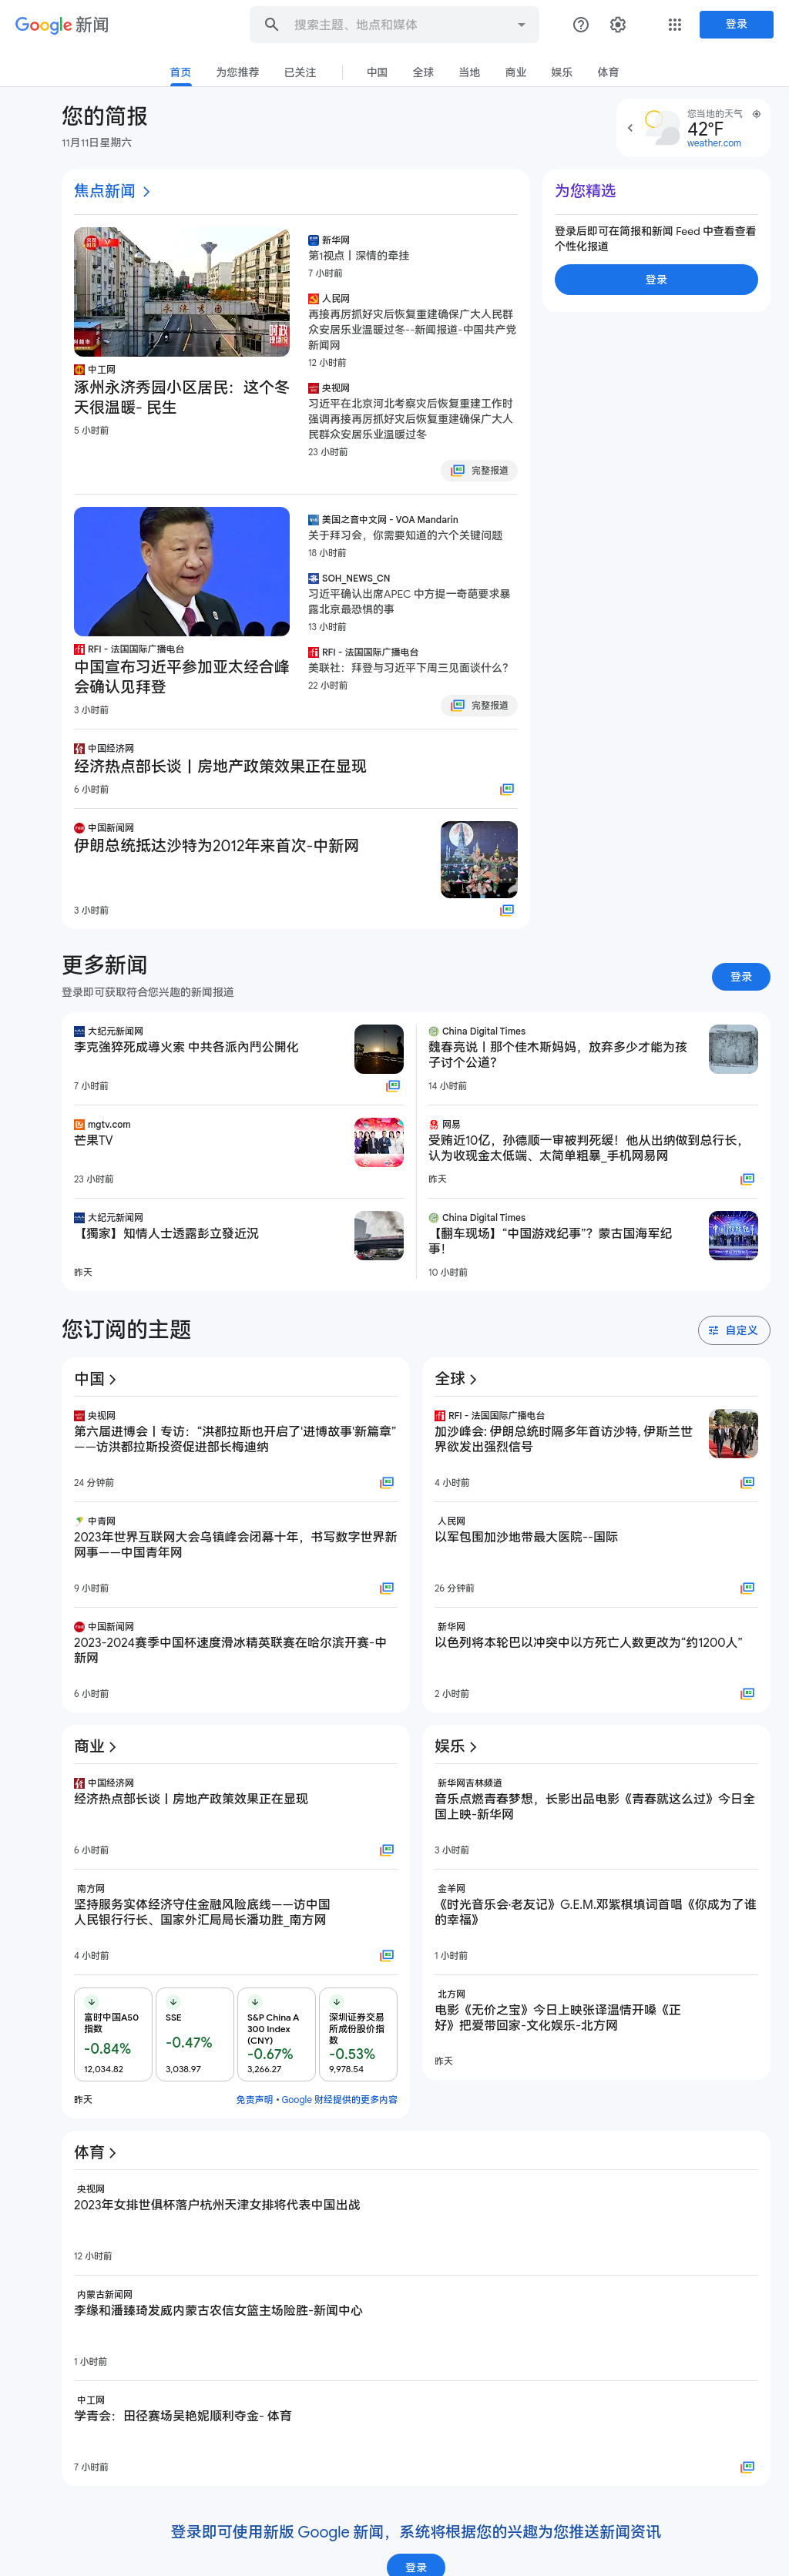 Google 新闻
搜索主题、地点和媒体
登录
首页
为您推荐
已关注
中国
全球
当地
商业
娱乐
体育
您的简报
11月11日星期六
您当地的天气
42°F
weather.com
焦点新闻
永济秀园
中工网
涿州永济秀园小区居民：这个冬
天很温暖- 民生
5 小时前
新华网
第1视点丨深情的牵挂
7 小时前
人民网
再接再厉抓好灾后恢复重建确保广大人民群
众安居乐业温暖过冬--新闻报道-中国共产党
新闻网
12 小时前
央视网
习近平在北京河北考察灾后恢复重建工作时
强调再接再厉抓好灾后恢复重建确保广大人
民群众安居乐业温暖过冬
23 小时前
完整报道
为您精选
登录后即可在简报和新闻 Feed 中查看查看
个性化报道
登录
RFI - 法国国际广播电台
中国宣布习近平参加亚太经合峰
会确认见拜登
3 小时前
美国之音中文网 - VOA Mandarin
关于拜习会，你需要知道的六个关键问题
18 小时前
SOH_NEWS_CN
习近平确认出席APEC 中方提一奇葩要求暴
露北京最恐惧的事
13 小时前
RFI - 法国国际广播电台
美联社：拜登与习近平下周三见面谈什么？
22 小时前
完整报道
中国经济网
经济热点部长谈丨房地产政策效果正在显现
6 小时前
中国新闻网
伊朗总统抵达沙特为2012年来首次-中新网
3 小时前
更多新闻
登录即可获取符合您兴趣的新闻报道
登录
大纪元新闻网
李克強猝死成導火索 中共各派內鬥公開化
7 小时前
mgtv.com
芒果TV
23 小时前
大纪元新闻网
【獨家】知情人士透露彭立發近況
昨天
China Digital Times
魏春亮说丨那个佳木斯妈妈，放弃多少才能为孩
子讨个公道？
14 小时前
网易
受贿近10亿，孙德顺一审被判死缓！他从出纳做到总行长，
认为收现金太低端、太简单粗暴_手机网易网
昨天
China Digital Times
【翻车现场】“中国游戏纪事”？蒙古国海军纪
事！
10 小时前
您订阅的主题
自定义
中国
央视网
第六届进博会丨专访：“洪都拉斯也开启了‘进博故事’新篇章”
——访洪都拉斯投资促进部长梅迪纳
24 分钟前
中青网
2023年世界互联网大会乌镇峰会闭幕十年，书写数字世界新
网事——中国青年网
9 小时前
中国新闻网
2023-2024赛季中国杯速度滑冰精英联赛在哈尔滨开赛-中
新网
6 小时前
全球
RFI - 法国国际广播电台
加沙峰会: 伊朗总统时隔多年首访沙特, 伊斯兰世
界欲发出强烈信号
4 小时前
人民网
以军包围加沙地带最大医院--国际
26 分钟前
新华网
以色列将本轮巴以冲突中以方死亡人数更改为“约1200人”
2 小时前
商业
中国经济网
经济热点部长谈丨房地产政策效果正在显现
6 小时前
南方网
坚持服务实体经济守住金融风险底线——访中国
人民银行行长、国家外汇局局长潘功胜_南方网
4 小时前
富时中国A50
指数
-0.84%
12,034.82
SSE
-0.47%
3,038.97
S&P China A
300 Index
(CNY)
-0.67%
3,266.27
深圳证券交易
所成份股价指
数
-0.53%
9,978.54
昨天
免责声明 • Google 财经提供的更多内容
娱乐
新华网吉林频道
音乐点燃青春梦想，长影出品电影《青春就这么过》今日全
国上映-新华网
3 小时前
金羊网
《时光音乐会·老友记》G.E.M.邓紫棋填词首唱《你成为了谁
的幸福》
1 小时前
北方网
电影《无价之宝》今日上映张译温情开嗓《正
好》把爱带回家-文化娱乐-北方网
昨天
体育
央视网
2023年女排世俱杯落户杭州天津女排将代表中国出战
12 小时前
内蒙古新闻网
李缘和潘臻琦发威内蒙古农信女篮主场险胜-新闻中心
1 小时前
中工网
学青会：田径赛场吴艳妮顺利夺金- 体育
7 小时前
登录即可使用新版 Google 新闻，系统将根据您的兴趣为您推送新闻资讯
登录